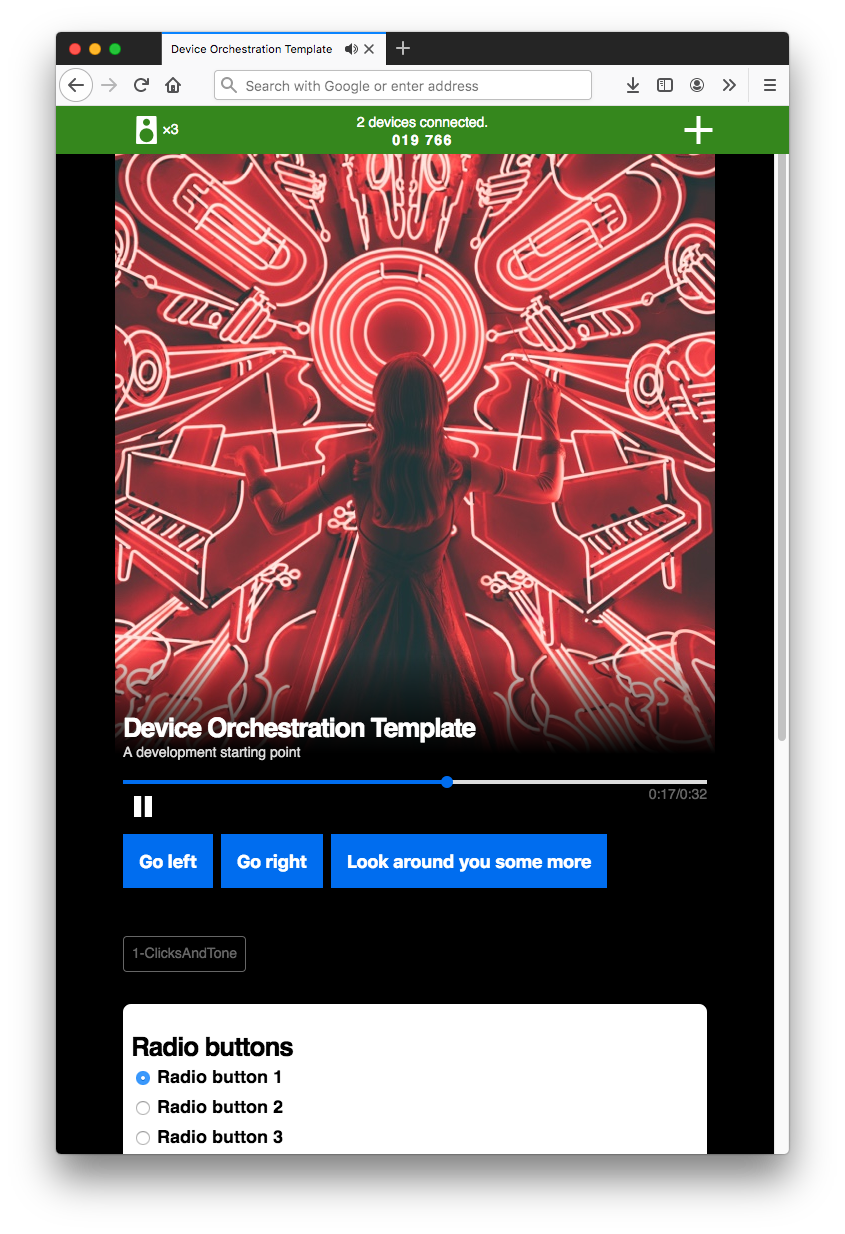 Device Orchestration Template
Search with Google or enter address
×3
2 devices connected.
019 766
Device Orchestration Template
A development starting point
0:17/0:32
Go left
Go right
Look around you some more
1-ClicksAndTone
Radio buttons
Radio button 1
Radio button 2
Radio button 3